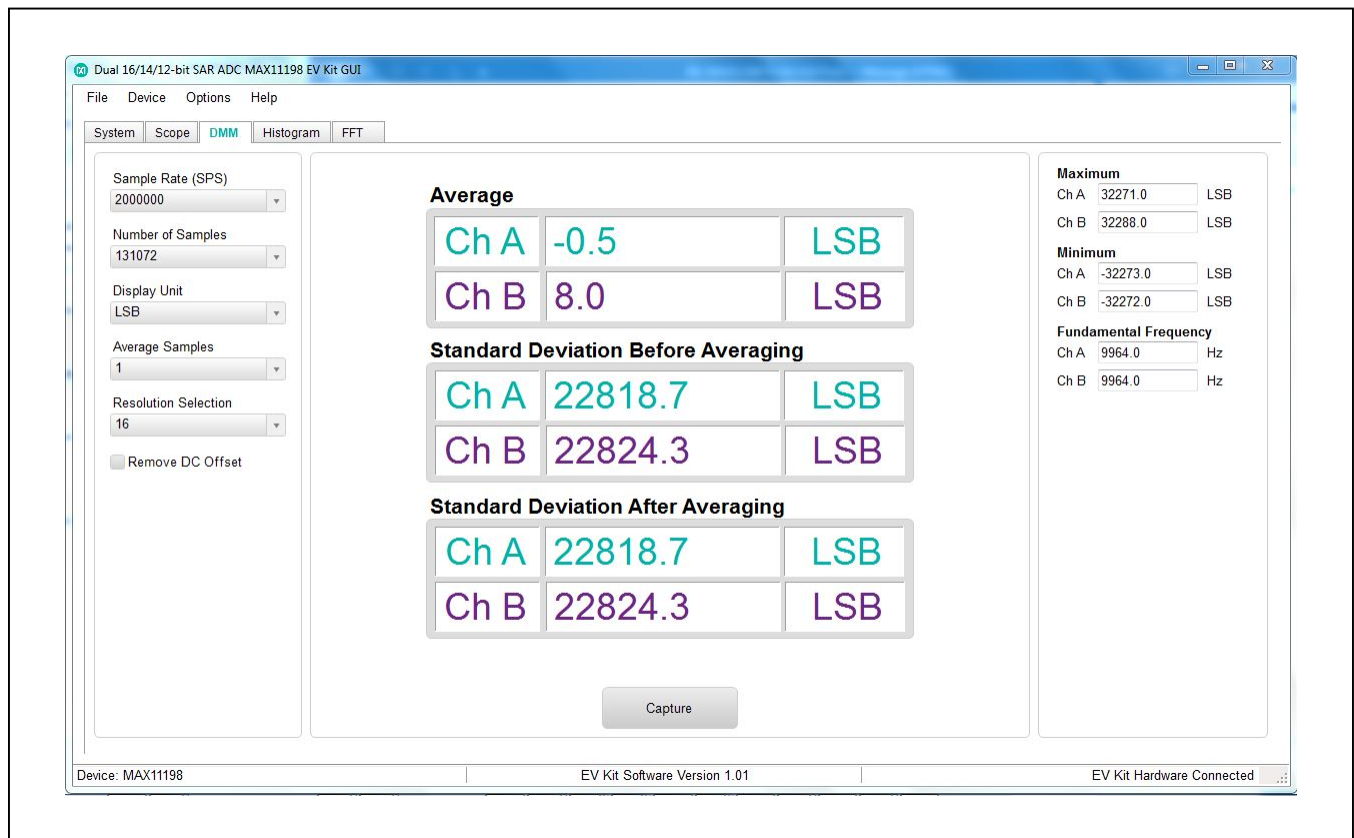 Dual 16/14/12-bit SAR ADC MAX11198 EV Kit GUI
File Device Options Help
System Scope DMM Histogram FFT
Sample Rate (SPS)
2000000
Number of Samples
131072
Display Unit
LSB
Average Samples
1
Resolution Selection
16
Remove DC Offset
Average
Ch A -0.5 LSB
Ch B 8.0 LSB
Standard Deviation Before Averaging
Ch A 22818.7 LSB
Ch B 22824.3 LSB
Standard Deviation After Averaging
Ch A 22818.7 LSB
Ch B 22824.3 LSB
Capture
Maximum
Ch A 32271.0 LSB
Ch B 32288.0 LSB
Minimum
Ch A -32273.0 LSB
Ch B -32272.0 LSB
Fundamental Frequency
Ch A 9964.0 Hz
Ch B 9964.0 Hz
Device: MAX11198 EV Kit Software Version 1.01 EV Kit Hardware Connected